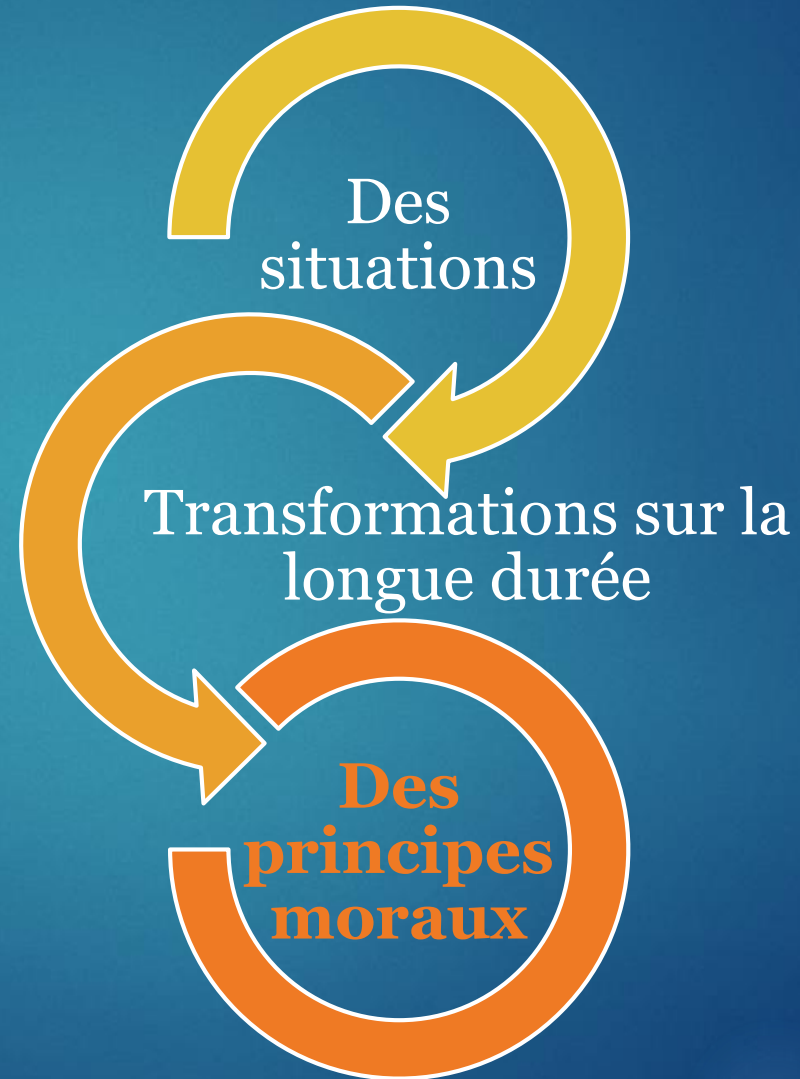 Des
situations
Transformations sur la
longue durée
Des
principes
moraux